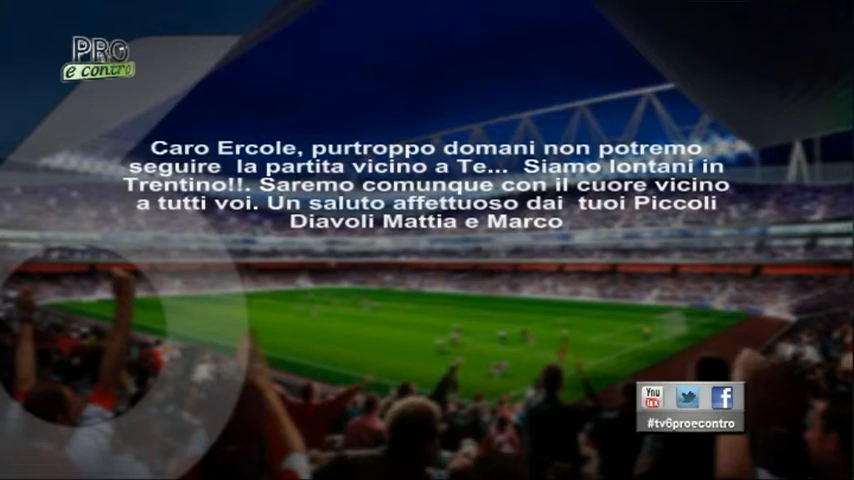 PRO
e contro
Caro Ercole, purtroppo domani non potremo
seguire la partita vicino a Te... Siamo lontani in
Trentino!!. Saremo comunque con il cuore vicino
a tutti voi. Un saluto affettuoso dai tuoi Piccoli
Diavoli Mattia e Marco
You
#tv6proecontro